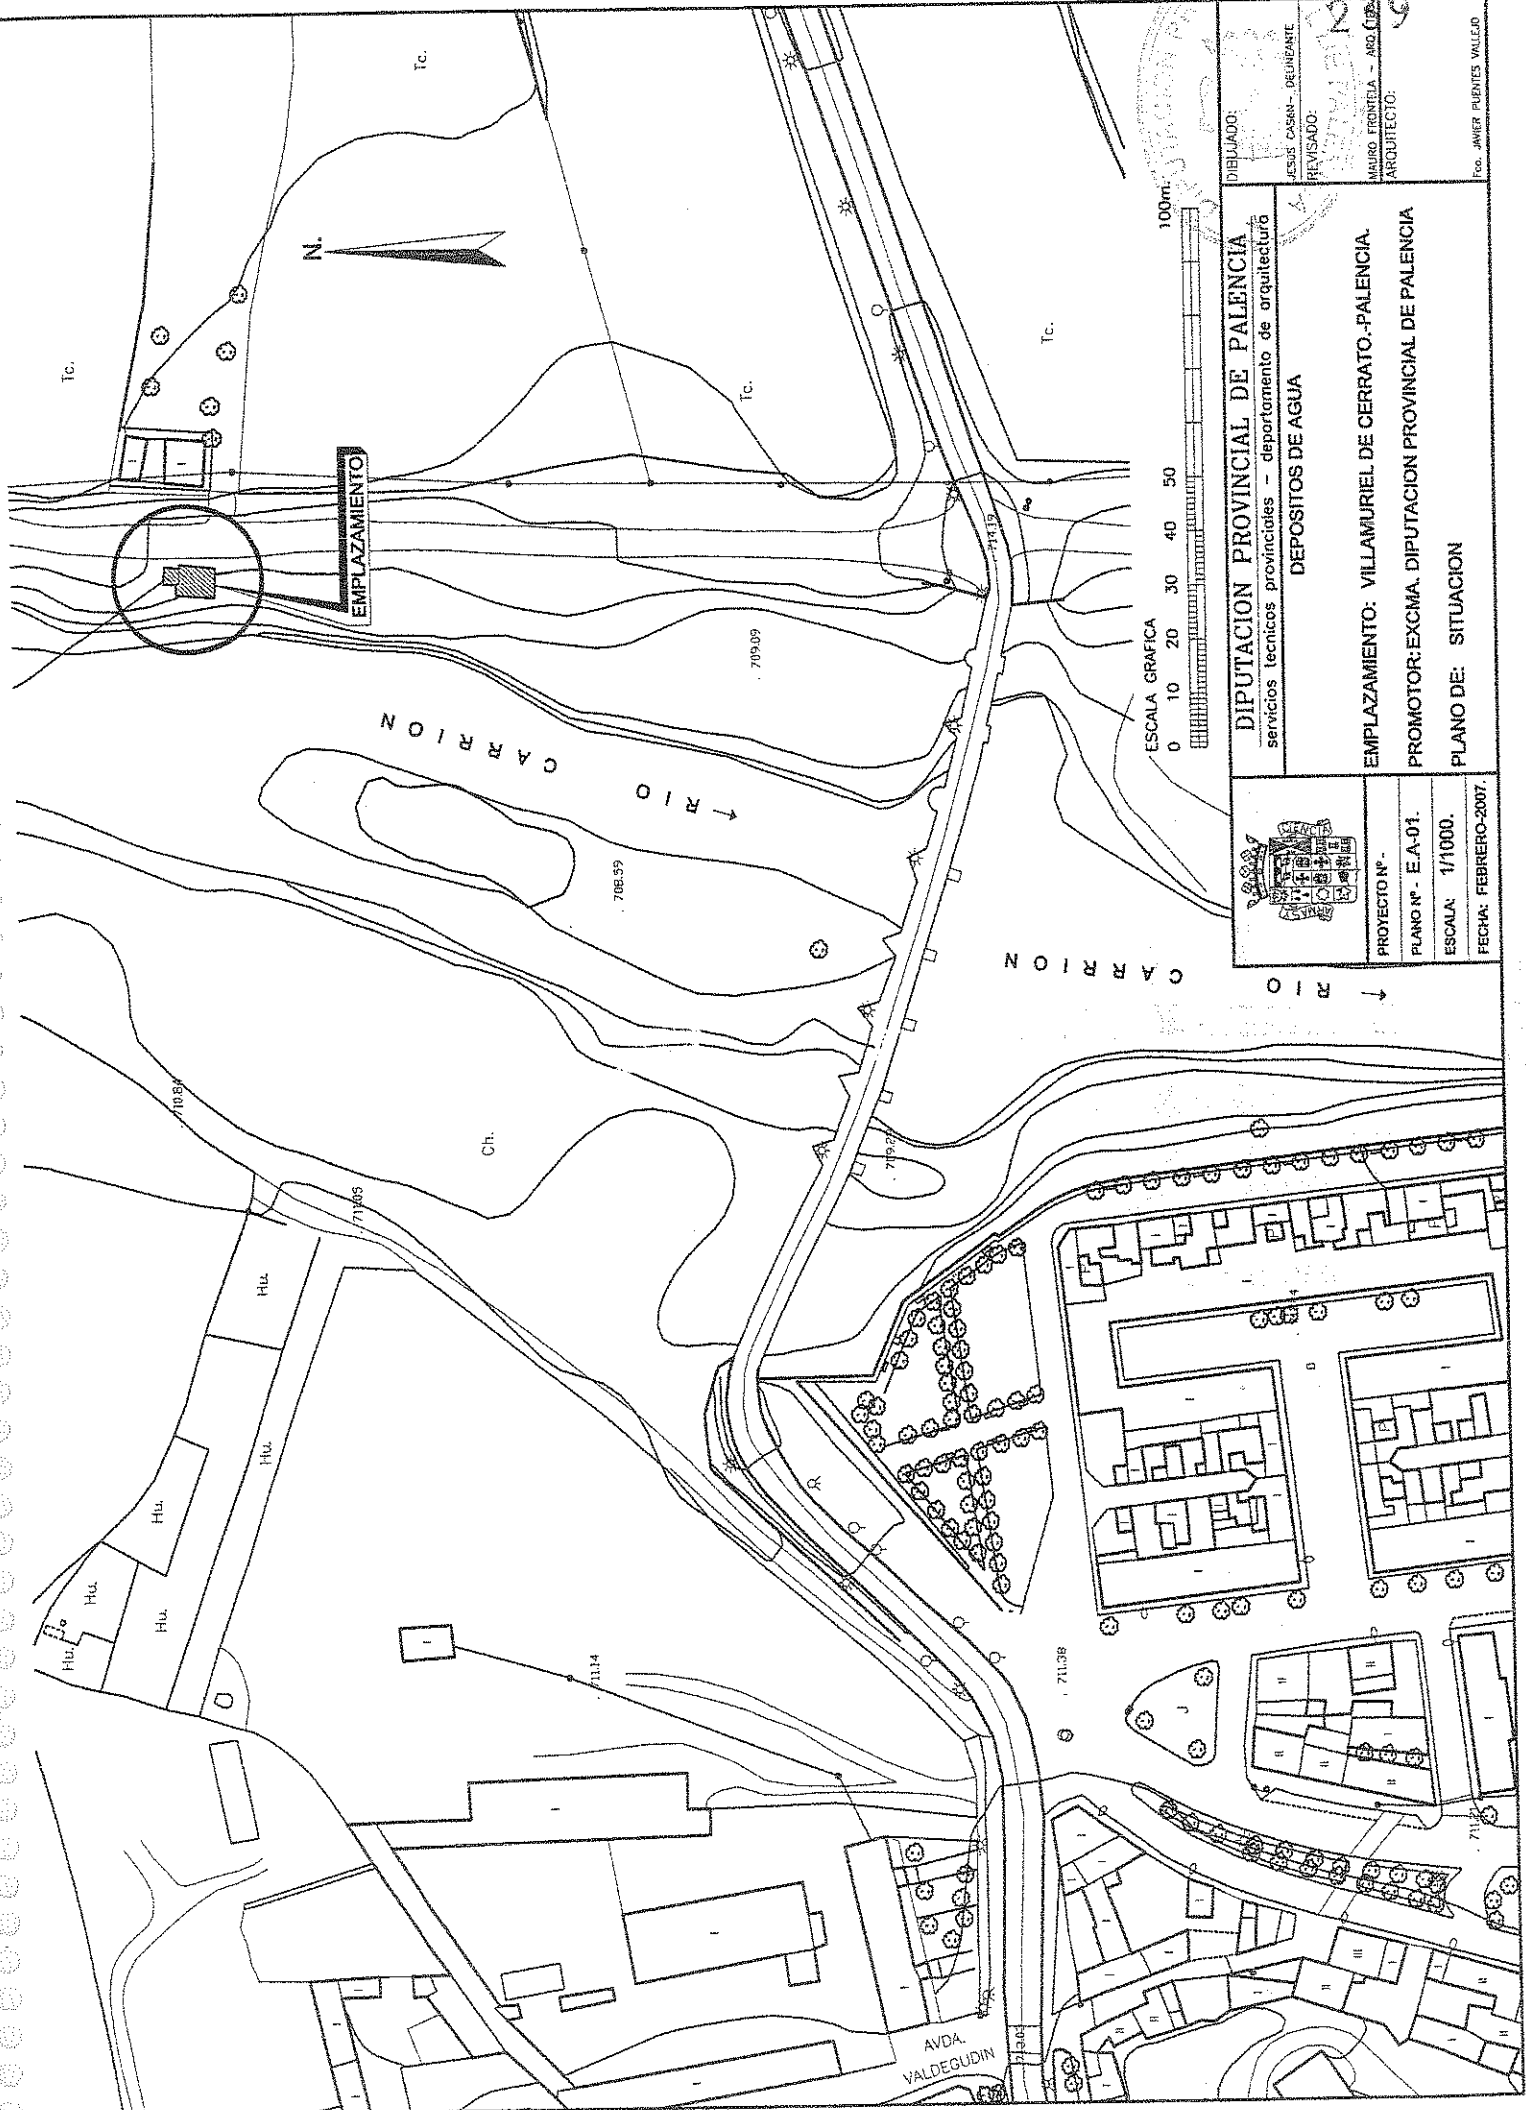 Tc.
Tc.
N.
Tc.
Tc.
EMPLAZAMIENTO
714.19
709.09
RIO CARRION
708.59
RIO CARRION
710.84
711.05
Ch.
Hu.
Hu.
Hu.
Hu.
Hu.
Hu.
I
I
I
711.14
711.38
J
AVDA.
VALDEGUDIN
ESCALA GRAFICA
0 10 20 30 40 50 100m.
DIPUTACION PROVINCIAL DE PALENCIA
servicios tecnicos provinciales - departamento de arquitectura
DEPOSITOS DE AGUA
EMPLAZAMIENTO: VILLAMURIEL DE CERRATO.-PALENCIA.
PROMOTOR:EXCMA. DIPUTACION PROVINCIAL DE PALENCIA
PLANO DE: SITUACION
PROYECTO Nº -
PLANO Nº - E.A-01.
ESCALA: 1/1000.
FECHA: FEBRERO-2007.
DIBUJADO:
JESUS CASAN-. DELINEANTE
REVISADO:
MAURO FRONTELA - ARQ.
ARQUITECTO:
Fco. JAVIER PUENTES VALLEJO